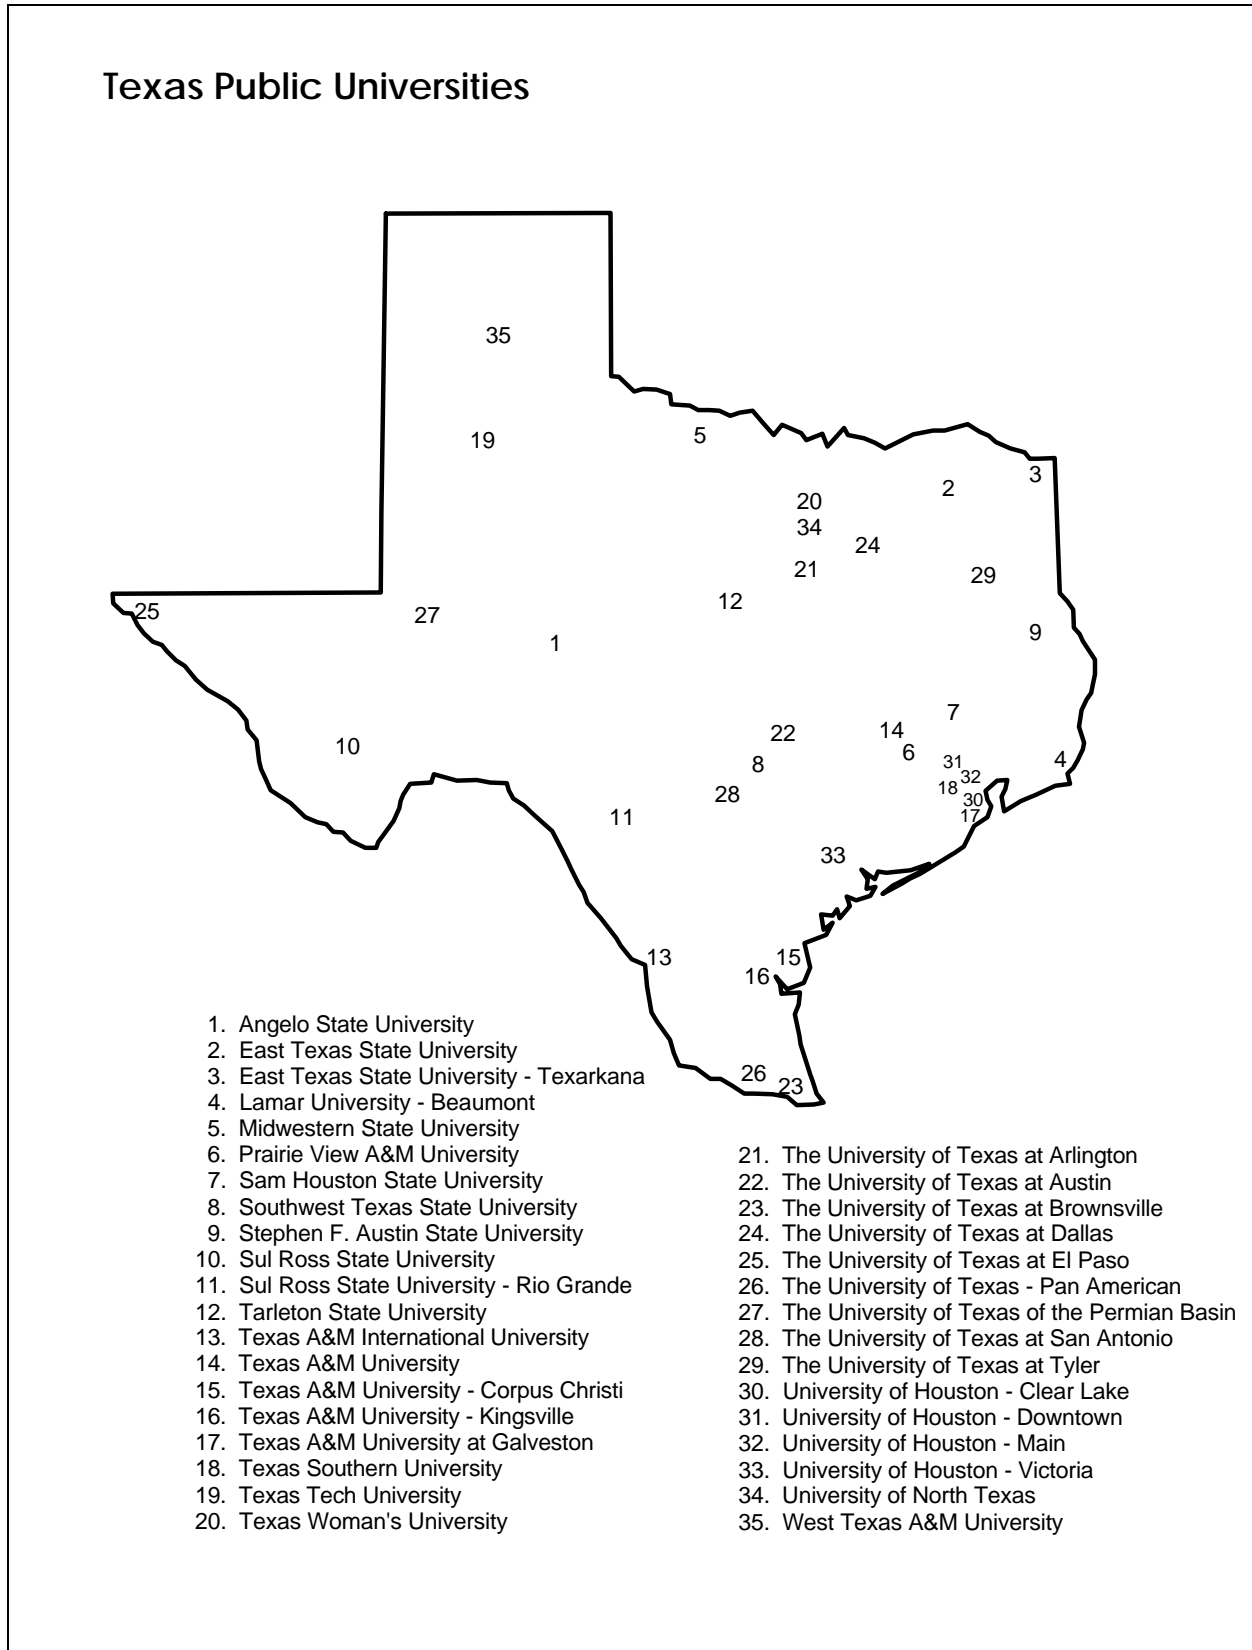 Texas Public Universities
35
19
5
3
2
20
34
24
21
29
12
25
27
9
1
7
14
22
10
6
31
4
8
32
18
28
30
17
11
33
13
15
16
26
23
1. Angelo State University
2. East Texas State University
3. East Texas State University - Texarkana
4. Lamar University - Beaumont
5. Midwestern State University
6. Prairie View A&M University
7. Sam Houston State University
8. Southwest Texas State University
9. Stephen F. Austin State University
10. Sul Ross State University
11. Sul Ross State University - Rio Grande
12. Tarleton State University
13. Texas A&M International University
14. Texas A&M University
15. Texas A&M University - Corpus Christi
16. Texas A&M University - Kingsville
17. Texas A&M University at Galveston
18. Texas Southern University
19. Texas Tech University
20. Texas Woman's University
21. The University of Texas at Arlington
22. The University of Texas at Austin
23. The University of Texas at Brownsville
24. The University of Texas at Dallas
25. The University of Texas at El Paso
26. The University of Texas - Pan American
27. The University of Texas of the Permian Basin
28. The University of Texas at San Antonio
29. The University of Texas at Tyler
30. University of Houston - Clear Lake
31. University of Houston - Downtown
32. University of Houston - Main
33. University of Houston - Victoria
34. University of North Texas
35. West Texas A&M University